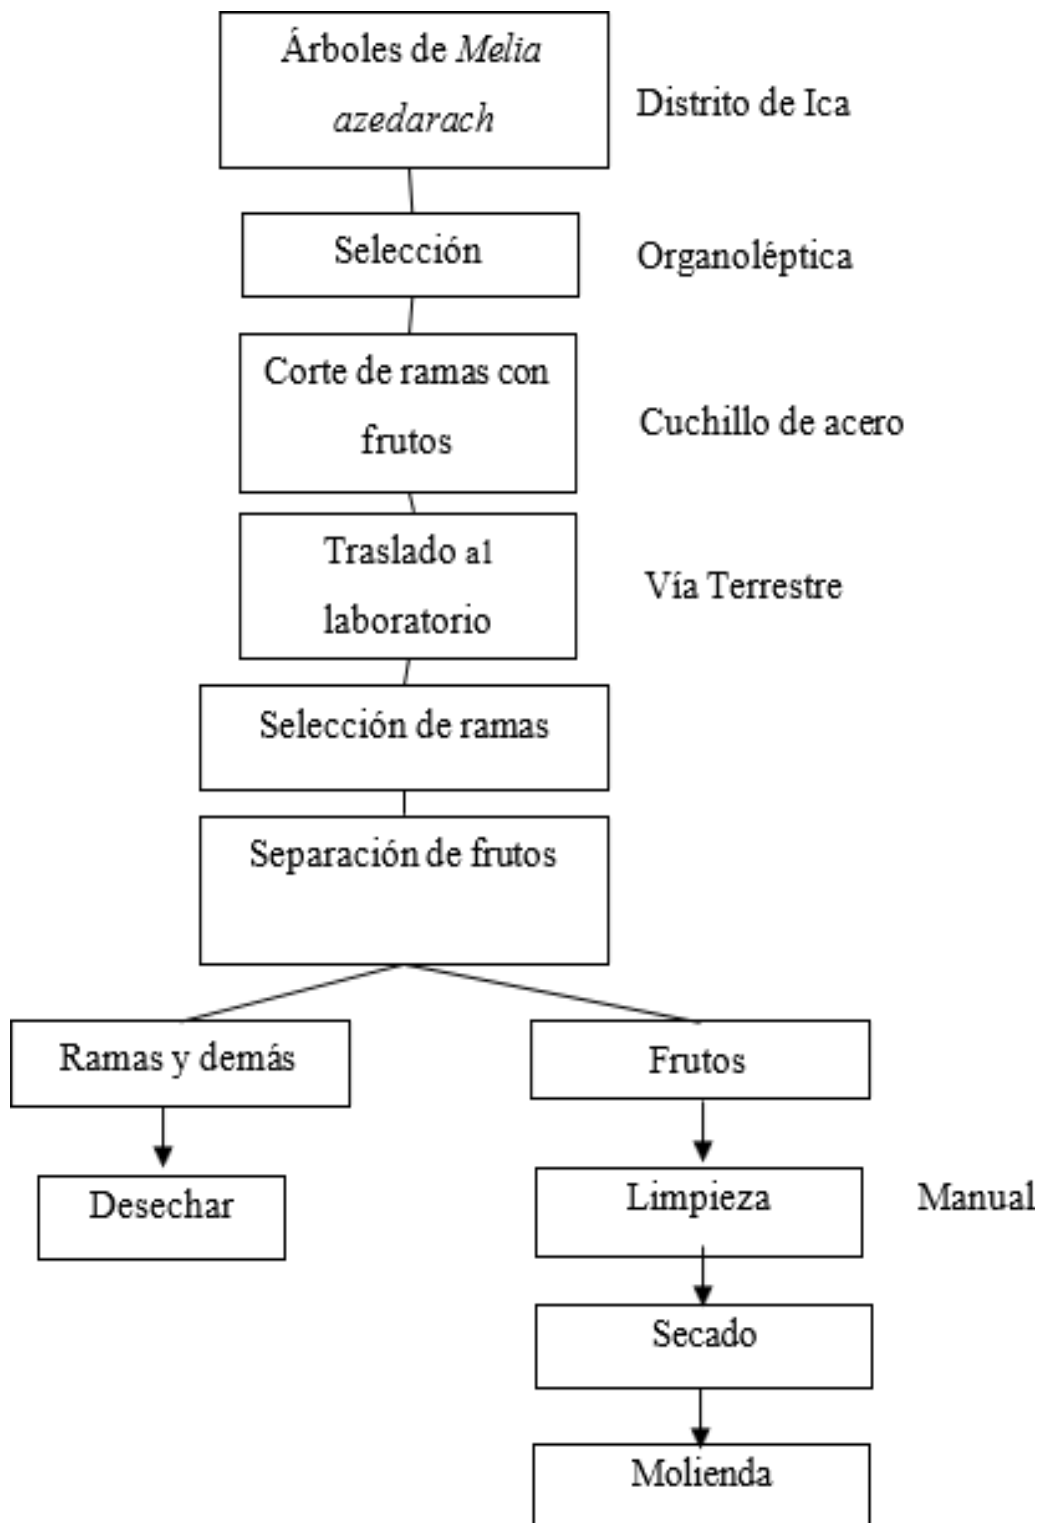 Árboles de Melia
azedarach
Distrito de Ica
Selección
Organoléptica
Corte de ramas con
frutos
Cuchillo de acero
Traslado al
laboratorio
Vía Terrestre
Selección de ramas
Separación de frutos
Ramas y demás
Frutos
Desechar
Limpieza
Manual
Secado
Molienda